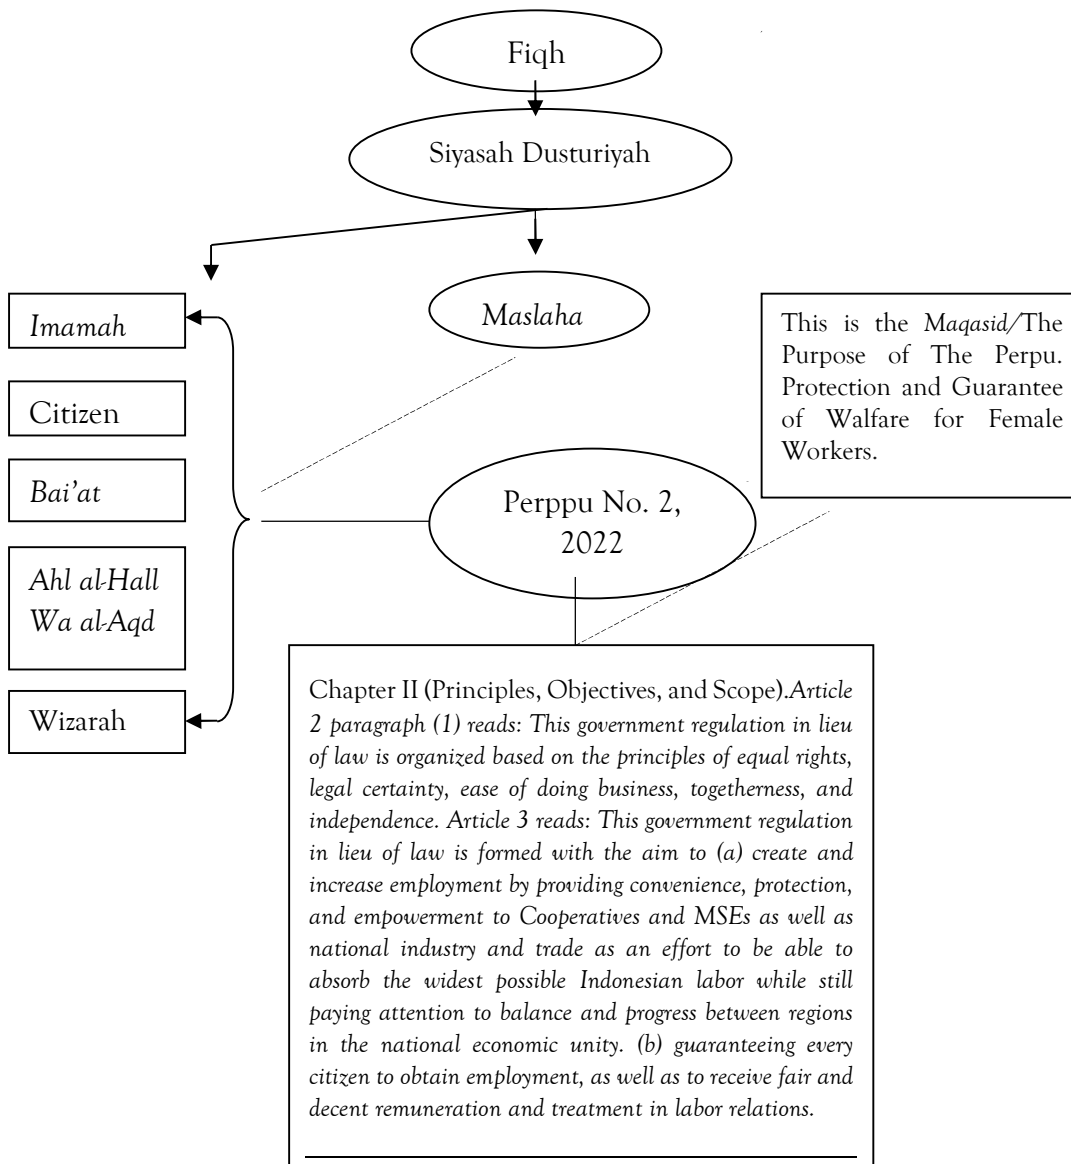 Fiqh
Siyasah Dusturiyah
Imamah
Maslaha
Citizen
Bai’at
Ahl al-Hall
Wa al-Aqd
Wizarah
This is the Maqasid/The
Purpose of The Perpu.
Protection and Guarantee
of Walfare for Female
Workers.
Perppu No. 2,
2022
Chapter II (Principles, Objectives, and Scope).Article
2 paragraph (1) reads: This government regulation in lieu
of law is organized based on the principles of equal rights,
legal certainty, ease of doing business, togetherness, and
independence. Article 3 reads: This government regulation
in lieu of law is formed with the aim to (a) create and
increase employment by providing convenience, protection,
and empowerment to Cooperatives and MSEs as well as
national industry and trade as an effort to be able to
absorb the widest possible Indonesian labor while still
paying attention to balance and progress between regions
in the national economic unity. (b) guaranteeing every
citizen to obtain employment, as well as to receive fair and
decent remuneration and treatment in labor relations.